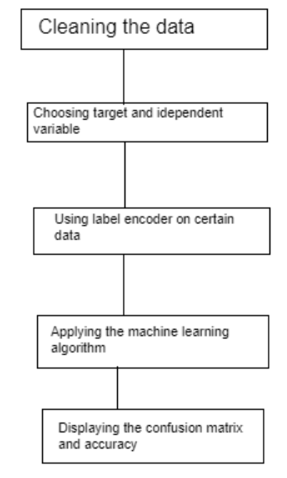 Cleaning the data
Choosing target and idependent
variable
Using label encoder on certain
data
Applying the machine learning
algorithm
Displaying the confusion matrix
and accuracy